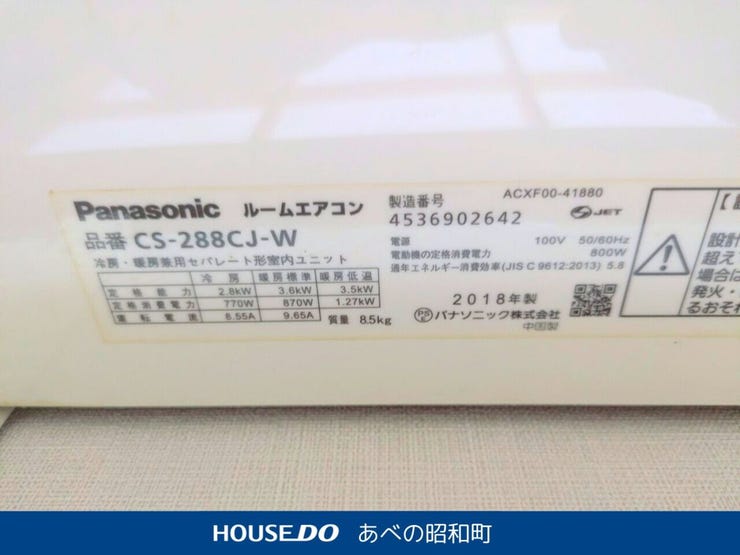 Panasonic ルームエアコン
品番 CS-288CJ-W
冷房・暖房兼用セパレート形室内ユニット
冷房 暖房標準 暖房低温
定格能力 2.8kW 3.6kW 3.5kW
定格消費電力 770W 870W 1.27kW
運転電流 8.55A 9.65A
質量 8.5kg
製造番号 ACXF00-41880
4536902642
JET
電源 100V 50/60Hz
電動機の定格消費電力 800W
通年エネルギー消費効率(JIS C 9612:2013) 5.8
2018年製
PSE パナソニック株式会社
中国製
設計
超えて
場合は
発火・
るおそれ
HOUSEDO あべの昭和町